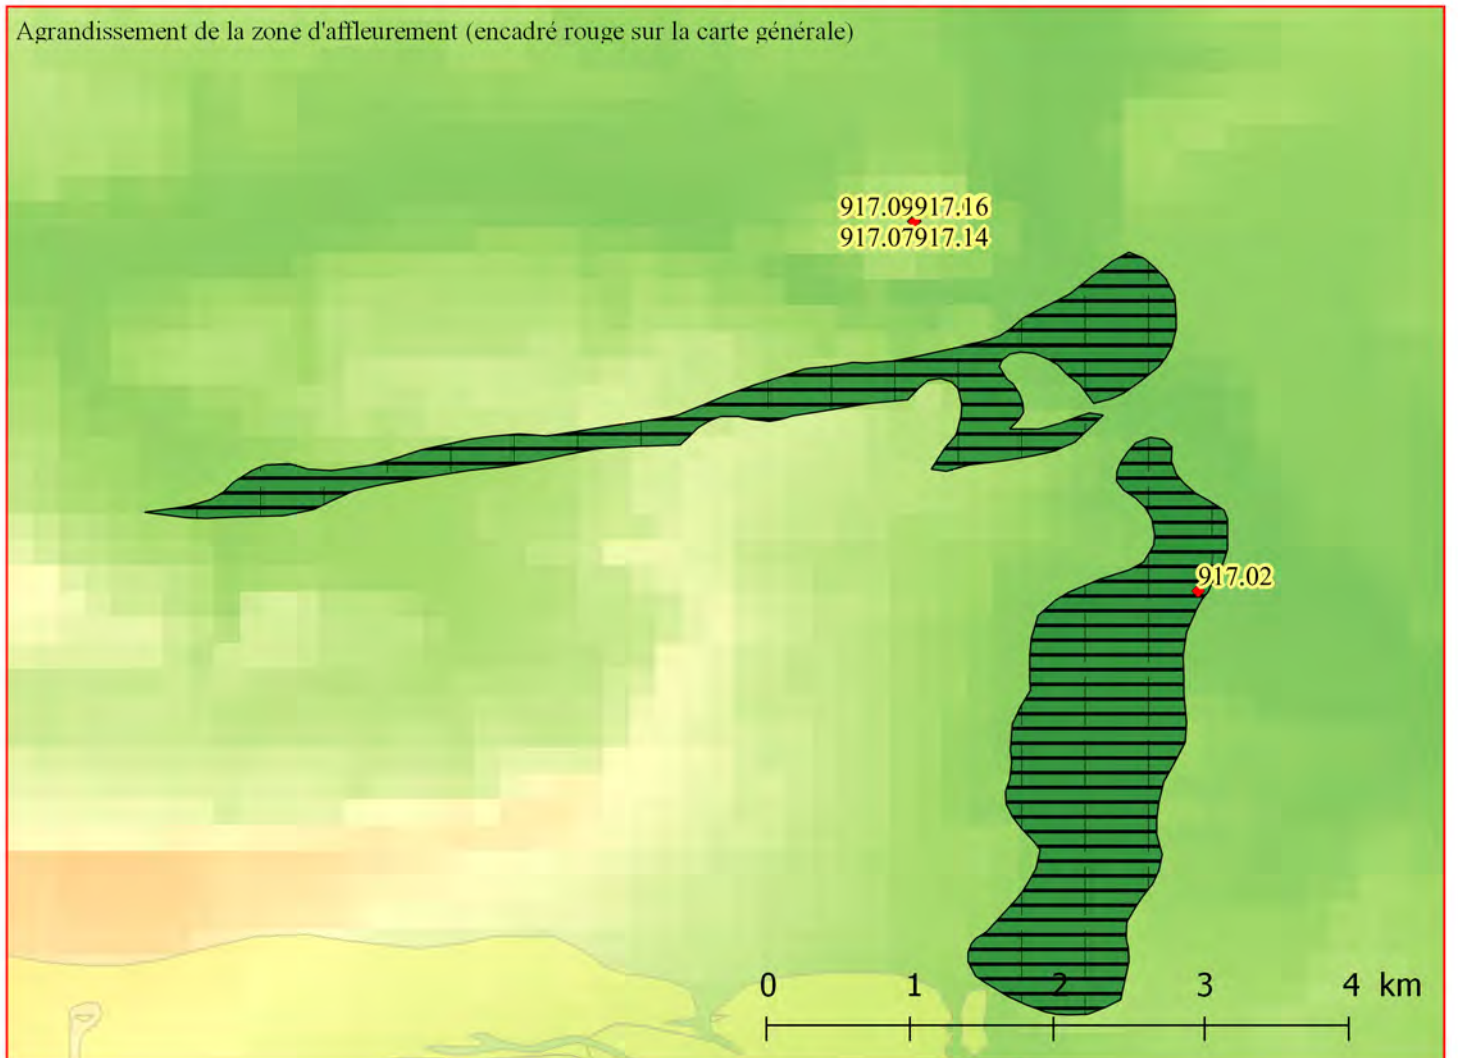 Agrandissement de la zone d'affleurement (encadré rouge sur la carte générale)
917.09917.16
917.07917.14
917.02
0 1 2 3 4 km